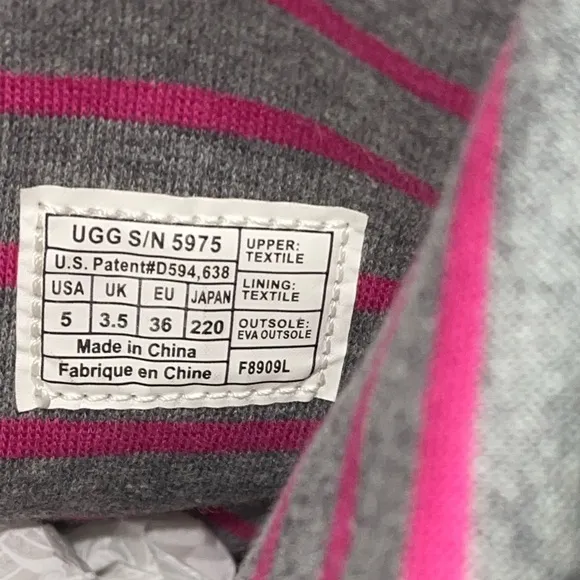 UGG S/N 5975
U.S. Patent#D594,638
USA UK EU JAPAN
5 3.5 36 220
Made in China
Fabrique en Chine
UPPER:
TEXTILE
LINING:
TEXTILE
OUTSOLE:
EVA OUTSOLE
F8909L